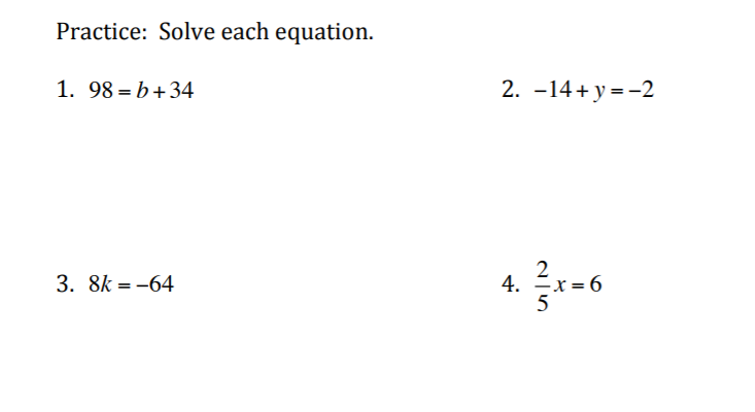 Practice: Solve each equation.
1. 98 = b + 34
2. −14 + y = −2
3. 8k = −64
4. 2/5 x = 6